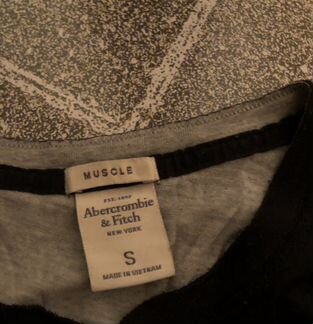 MUSCLE
EST. 1892
Abercrombie
& Fitch
NEW YORK
S
MADE IN VIETNAM